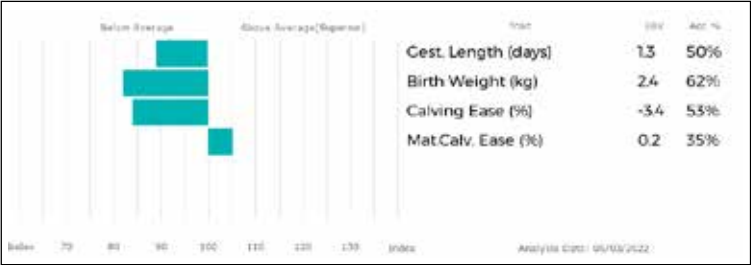 Below Average Above Average(Superior) Trait EBV Acc %
Gest. Length (days) 1.3 50%
Birth Weight (kg) 2.4 62%
Calving Ease (%) -3.4 53%
Mat.Calv. Ease (%) 0.2 35%
Index 70 80 90 100 110 120 130 Index Analysis Date: 05/03/2022